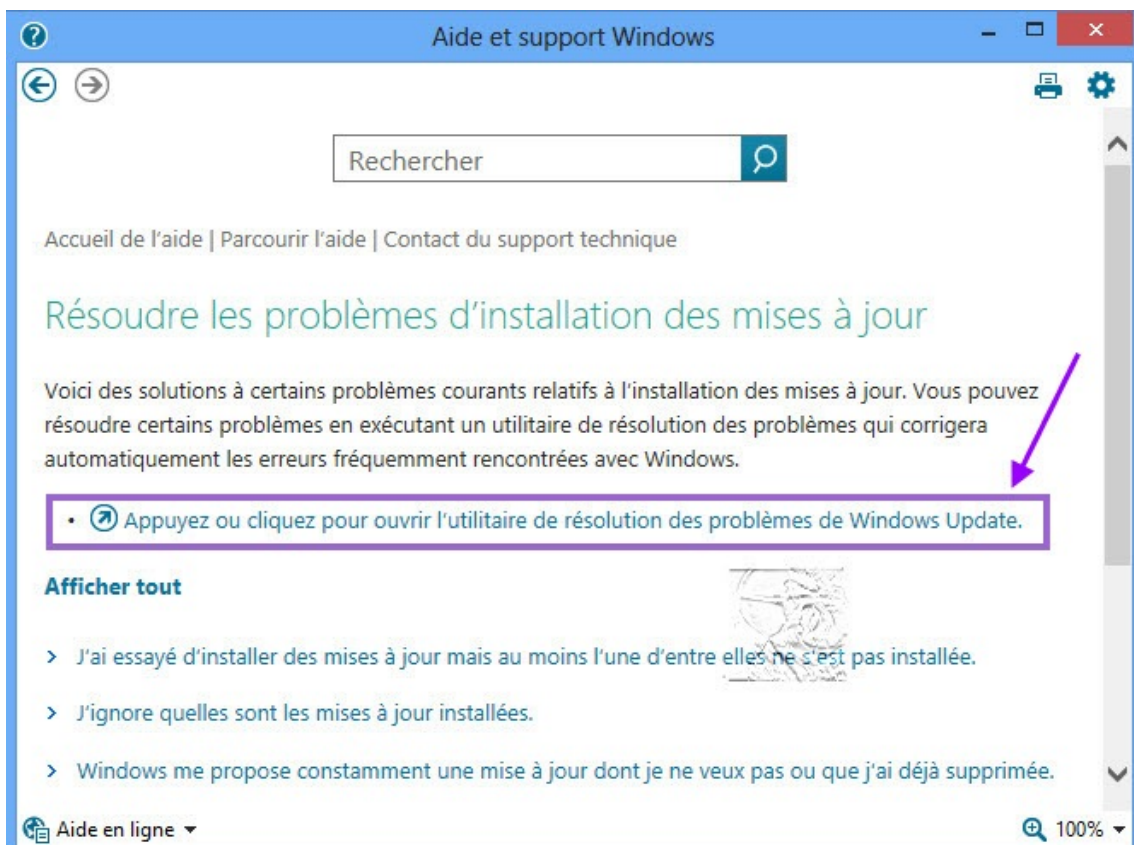 Aide et support Windows
Rechercher
Accueil de l'aide | Parcourir l'aide | Contact du support technique
Résoudre les problèmes d'installation des mises à jour
Voici des solutions à certains problèmes courants relatifs à l'installation des mises à jour. Vous pouvez
résoudre certains problèmes en exécutant un utilitaire de résolution des problèmes qui corrigera
automatiquement les erreurs fréquemment rencontrées avec Windows.
• Appuyez ou cliquez pour ouvrir l'utilitaire de résolution des problèmes de Windows Update.
Afficher tout
> J'ai essayé d'installer des mises à jour mais au moins l'une d'entre elles ne s'est pas installée.
> J'ignore quelles sont les mises à jour installées.
> Windows me propose constamment une mise à jour dont je ne veux pas ou que j'ai déjà supprimée.
Aide en ligne 100%